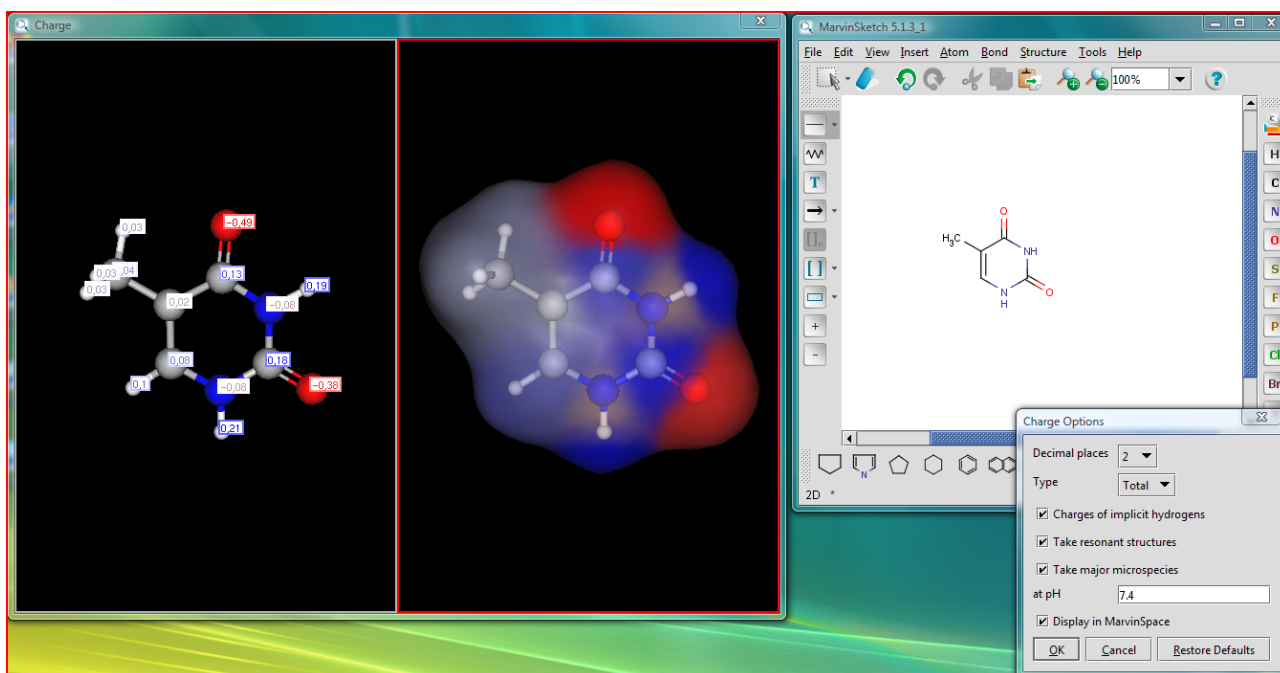 Charge
0,03
-0,49
0,03
,04
0,13
0,03
0,19
0,02
-0,08
0,08
0,18
0,1
-0,08
-0,38
0,21
MarvinSketch 5.1.3_1
File Edit View Insert Atom Bond Structure Tools Help
100%
?
T
O
H₃C
NH
N
H
O
H
C
N
O
S
F
P
Cl
Br
N
2D *
Charge Options
Decimal places 2
Type Total
Charges of implicit hydrogens
Take resonant structures
Take major microspecies
at pH 7.4
Display in MarvinSpace
OK Cancel Restore Defaults